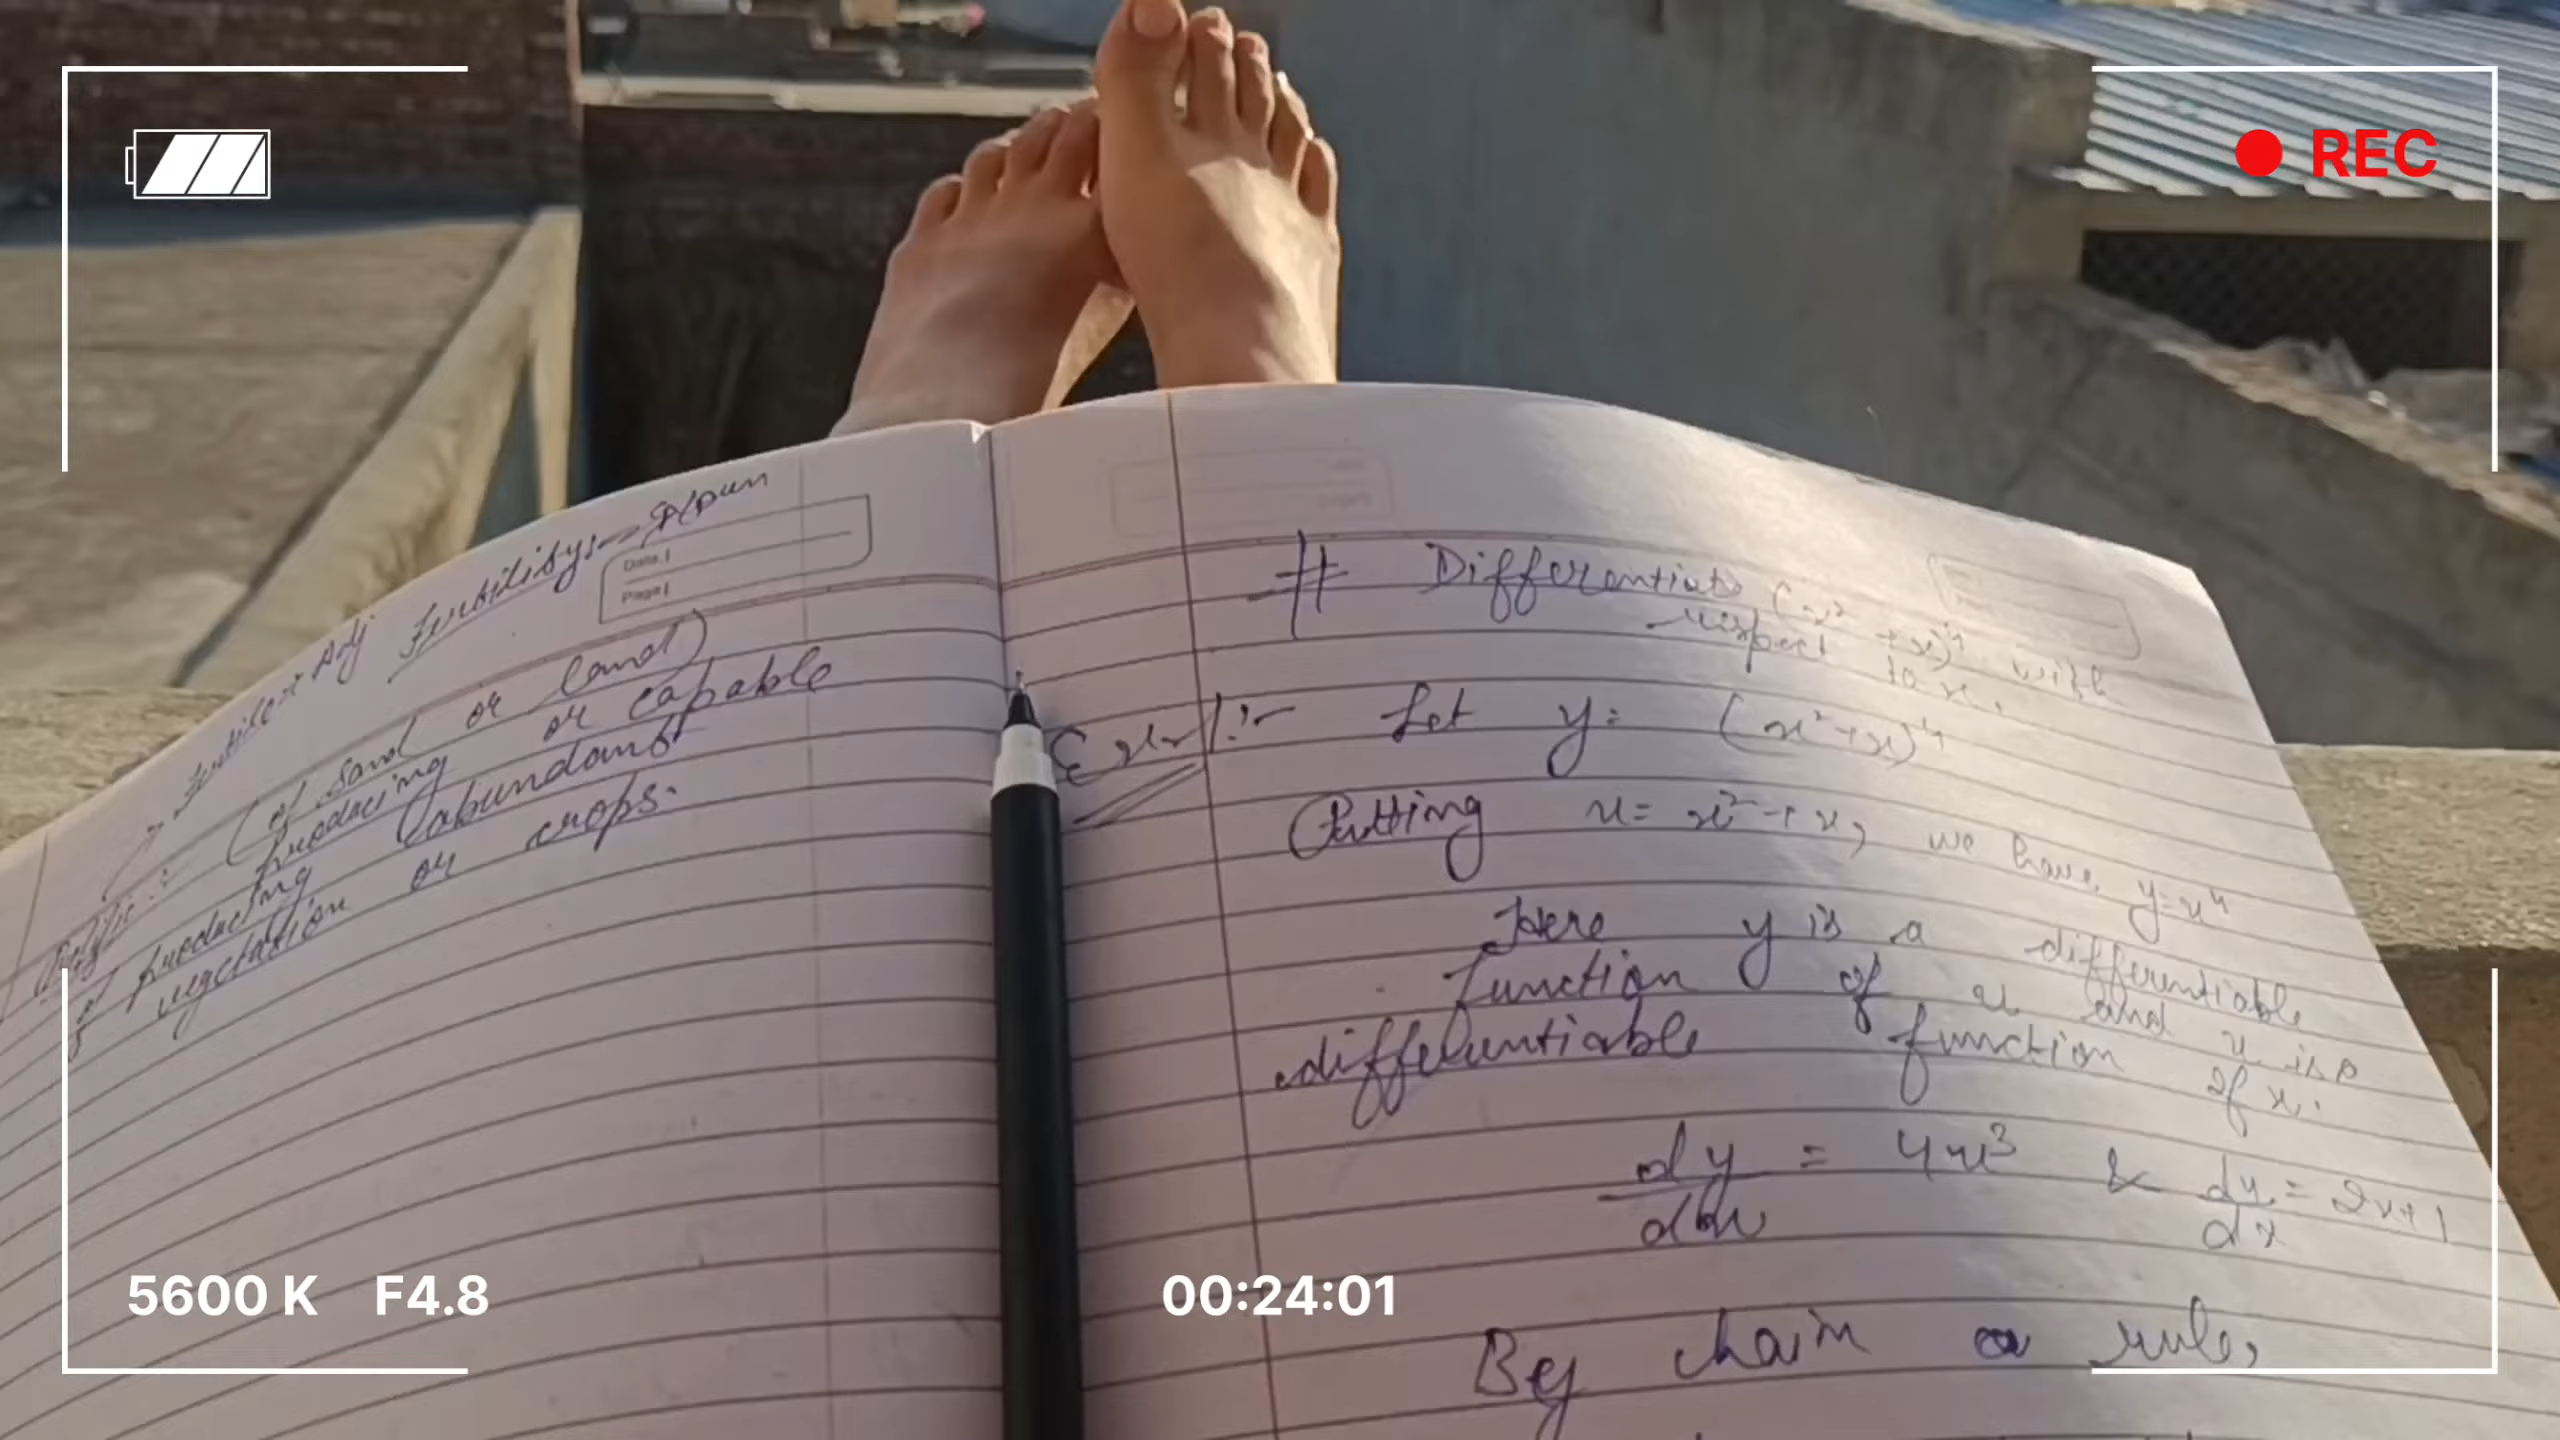 REC
Fertility:-
Fertile:- Adj
Date
Page
(of sand or land)
producing or capable
of producing (abundant
vegetation or crops.
# Differentiate (x² + x)⁴ with
respect to x.
Let y = (x² + x)⁴
Putting u = x² + x, we have, y = u⁴
Here y is a differentiable
function of u and u is a
differentiable function of x.
dy/du = 4u³ & du/dx = 2x+1
By chain rule,
5600 K F4.8
00:24:01